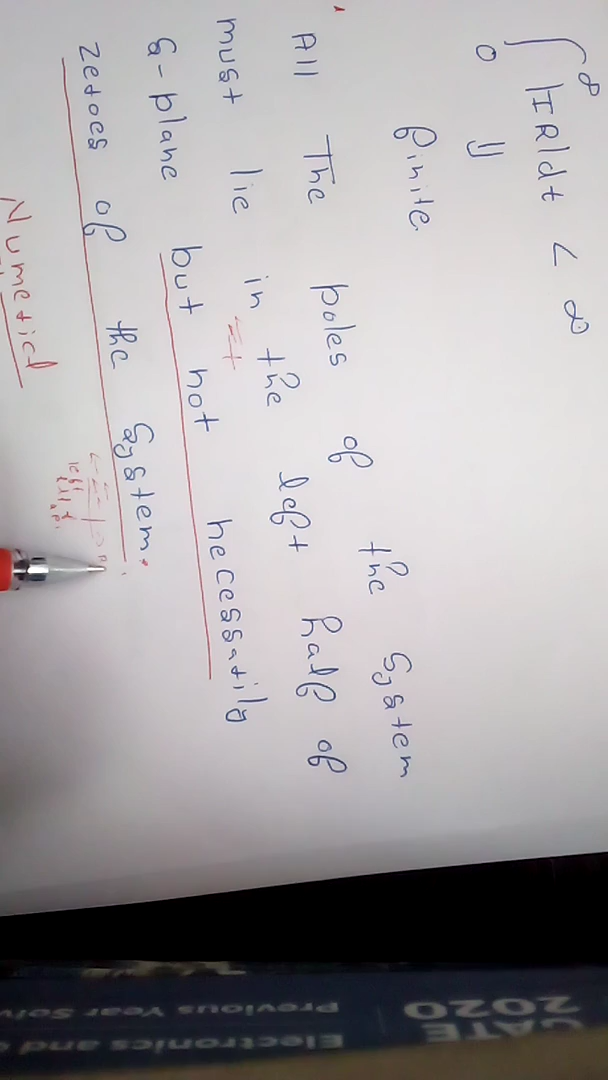 ∫₀^∞ |IR|dt < ∞
⇓
finite.
All The poles of the system
must lie in the left half of
s-plane but not necessarily
zeroes of the system.
Numerical
GATE
2020
Previous Year Solv
Electronics and